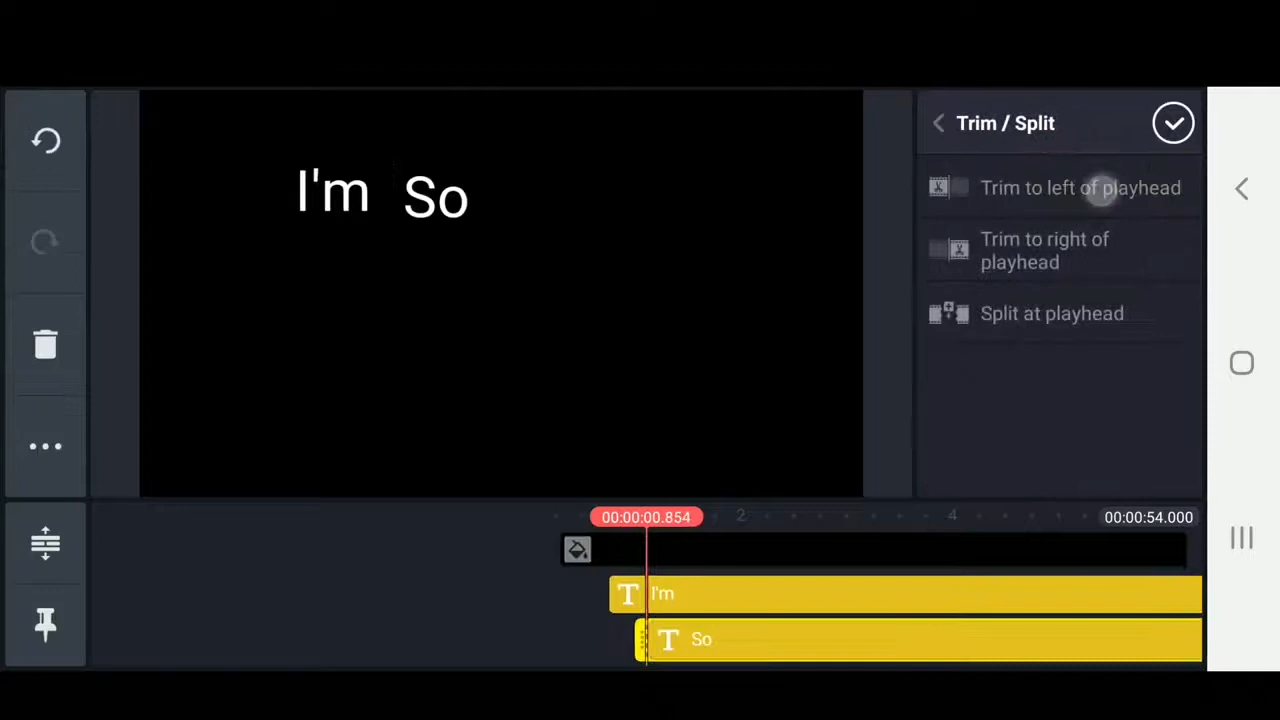 Trim / Split
I'm So
Trim to left of playhead
Trim to right of
playhead
Split at playhead
00:00:00.854 2 4 00:00:54.000
T I'm
T So